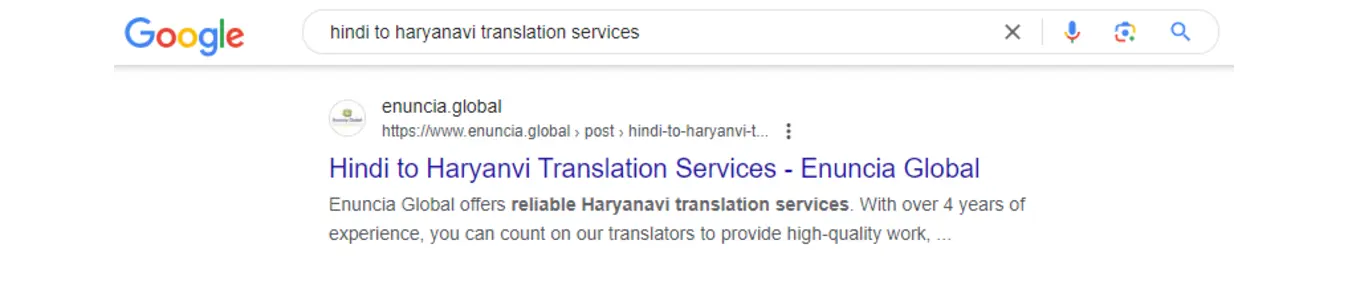 Google
hindi to haryanavi translation services
enuncia.global
https://www.enuncia.global › post › hindi-to-haryanvi-t...
Hindi to Haryanvi Translation Services - Enuncia Global
Enuncia Global offers reliable Haryanavi translation services. With over 4 years of
experience, you can count on our translators to provide high-quality work, ...